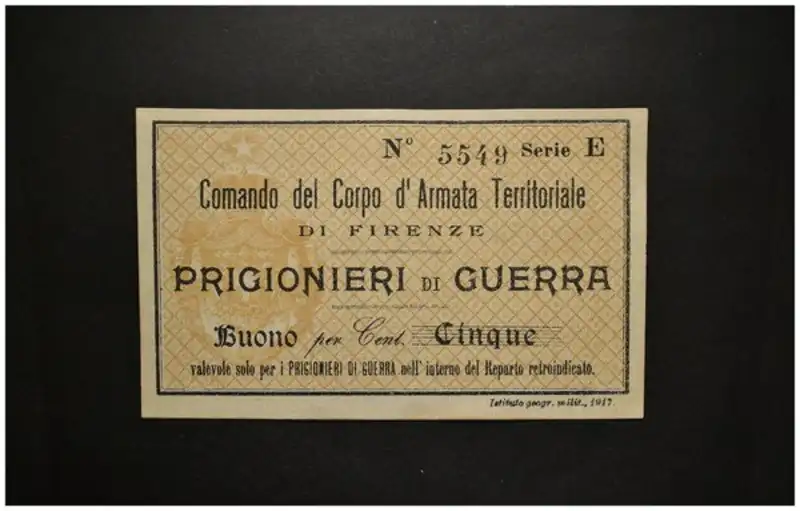 Nº 5549 Serie E
Comando del Corpo d'Armata Territoriale
DI FIRENZE
PRIGIONIERI DI GUERRA
Buono per Cent. Cinque
valevole solo per i PRIGIONIERI DI GUERRA nell'interno del Reparto retroindicato.
Istituto geogr. milit., 1917.